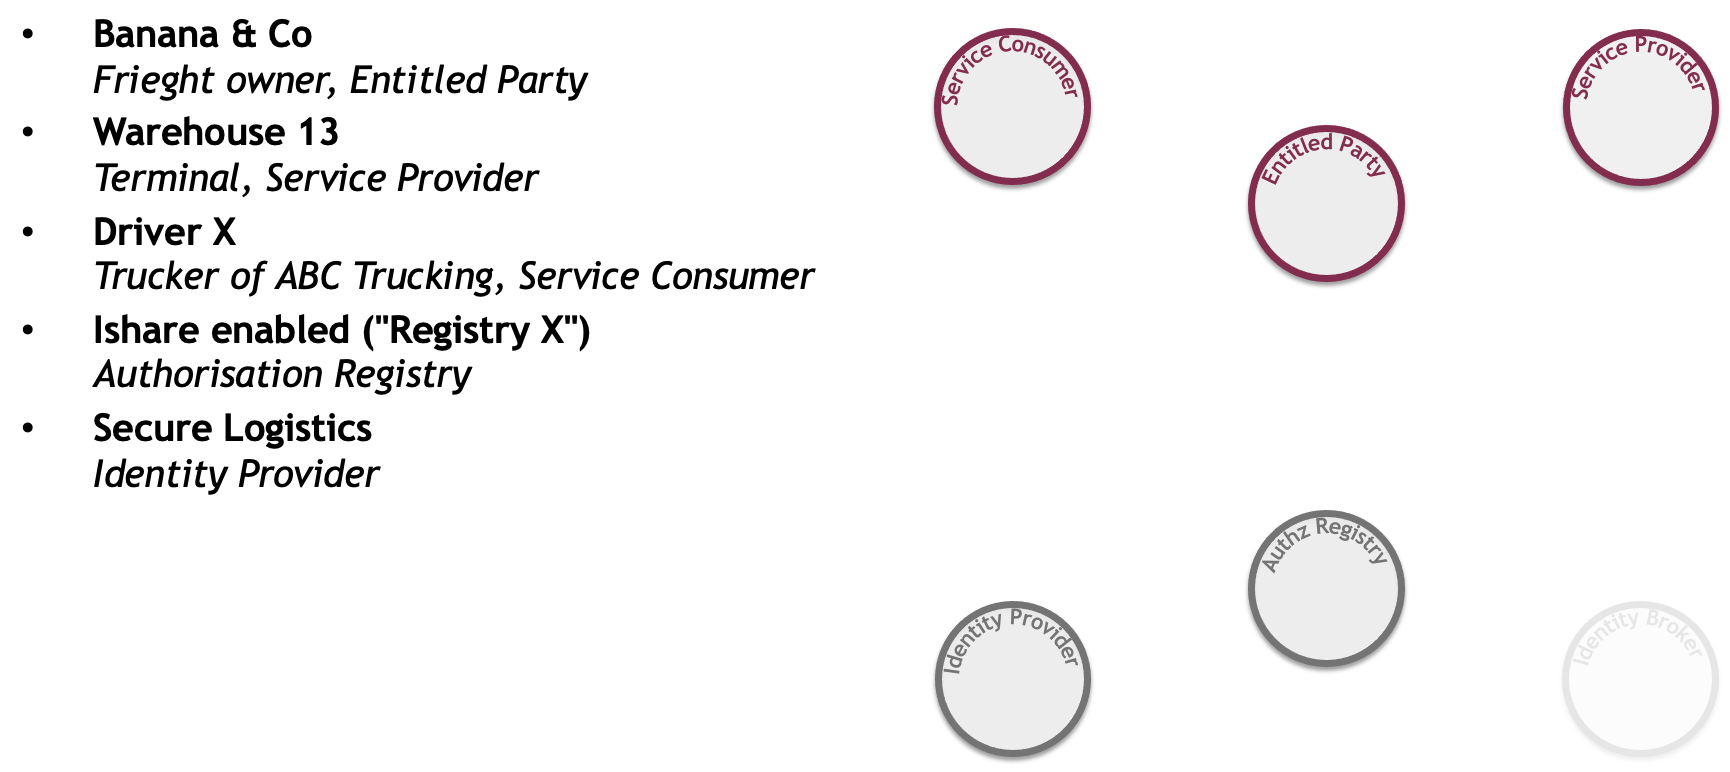 • Banana & Co
Frieght owner, Entitled Party
• Warehouse 13
Terminal, Service Provider
• Driver X
Trucker of ABC Trucking, Service Consumer
• Ishare enabled ("Registry X")
Authorisation Registry
• Secure Logistics
Identity Provider
Service Consumer
Service Provider
Entitled Party
Authz Registry
Identity Provider
Identity Broker